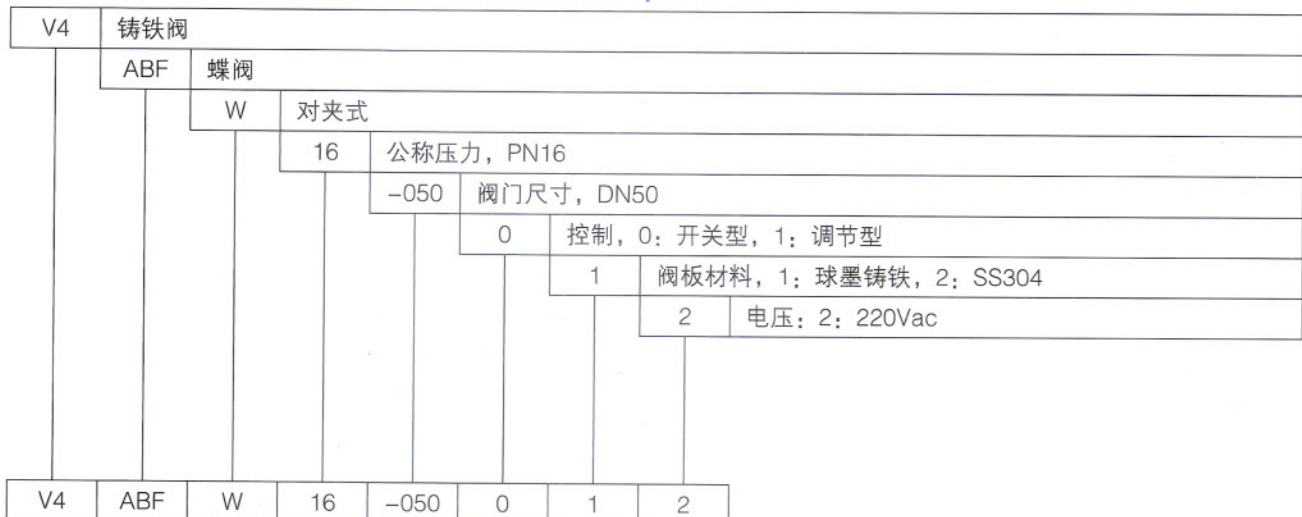 V4 铸铁阀
ABF 蝶阀
W 对夹式
16 公称压力，PN16
-050 阀门尺寸，DN50
0 控制，0：开关型，1：调节型
1 阀板材料，1：球墨铸铁，2：SS304
2 电压：2：220Vac
V4 ABF W 16 -050 0 1 2